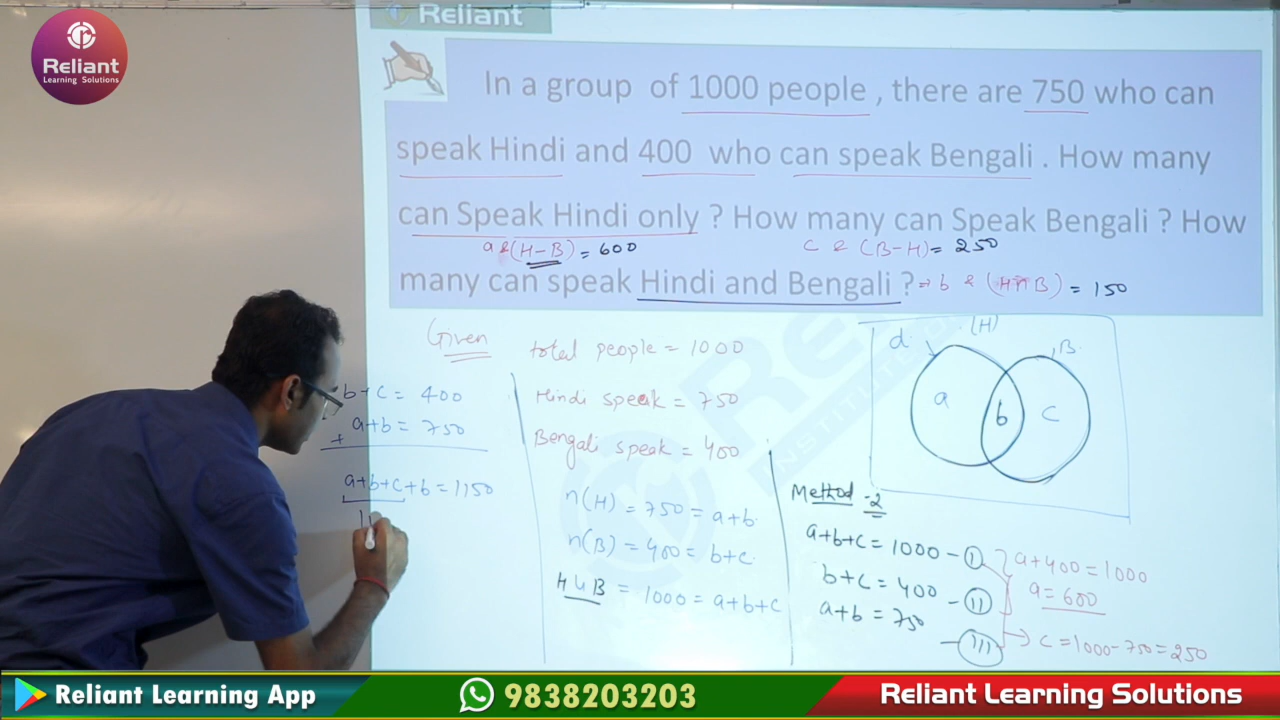 Reliant
Reliant
Learning Solutions
In a group of 1000 people , there are 750 who can
speak Hindi and 400 who can speak Bengali . How many
can Speak Hindi only ? How many can Speak Bengali ? How
a & (H-B) = 600
c & (B-H) = 250
many can speak Hindi and Bengali ? → b & (H∩B) = 150
Given
total people = 1000
Hindi speak = 750
Bengali speak = 400
n(H) = 750 = a+b.
n(B) = 400 = b+c.
H∪B = 1000 = a+b+c
b+c = 400
+ a+b = 750
a+b+c+b = 1150
d
(H)
B
a
b
c
Method -2
a+b+c = 1000 - I
b+c = 400 - II
a+b = 750 - III
a+400 = 1000
a = 600
→ c = 1000-750 = 250
Reliant Learning App
9838203203
Reliant Learning Solutions